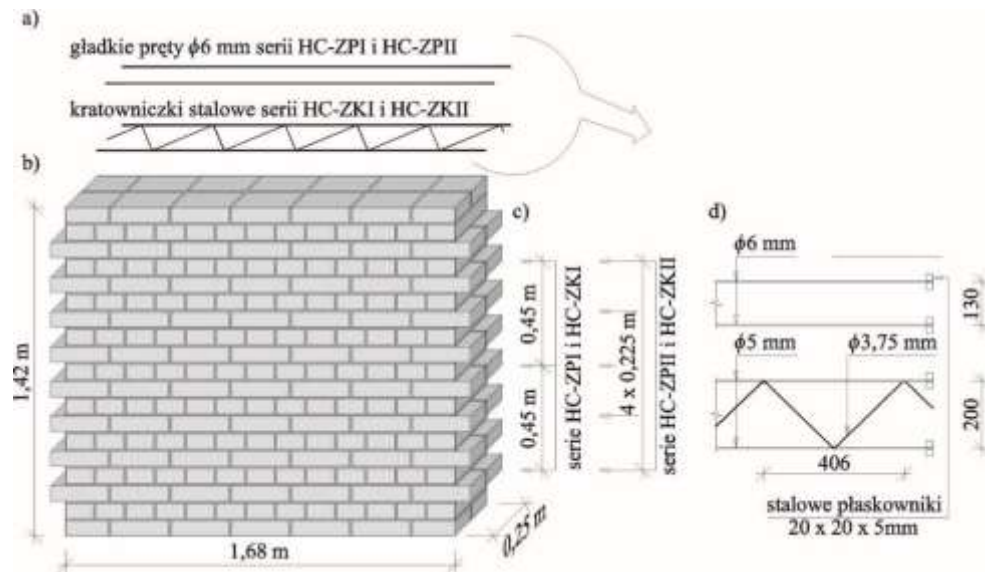 a)
gładkie pręty ϕ6 mm serii HC-ZPI i HC-ZPII
kratowniczki stalowe serii HC-ZKI i HC-ZKII
b)
1,42 m
1,68 m
0,25 m
c)
0,45 m
0,45 m
serie HC-ZPI i HC-ZKI
4 x 0,225 m
serie HC-ZPII i HC-ZKII
d)
ϕ6 mm
130
ϕ5 mm
ϕ3,75 mm
200
406
stalowe płaskowniki
20 x 20 x 5mm